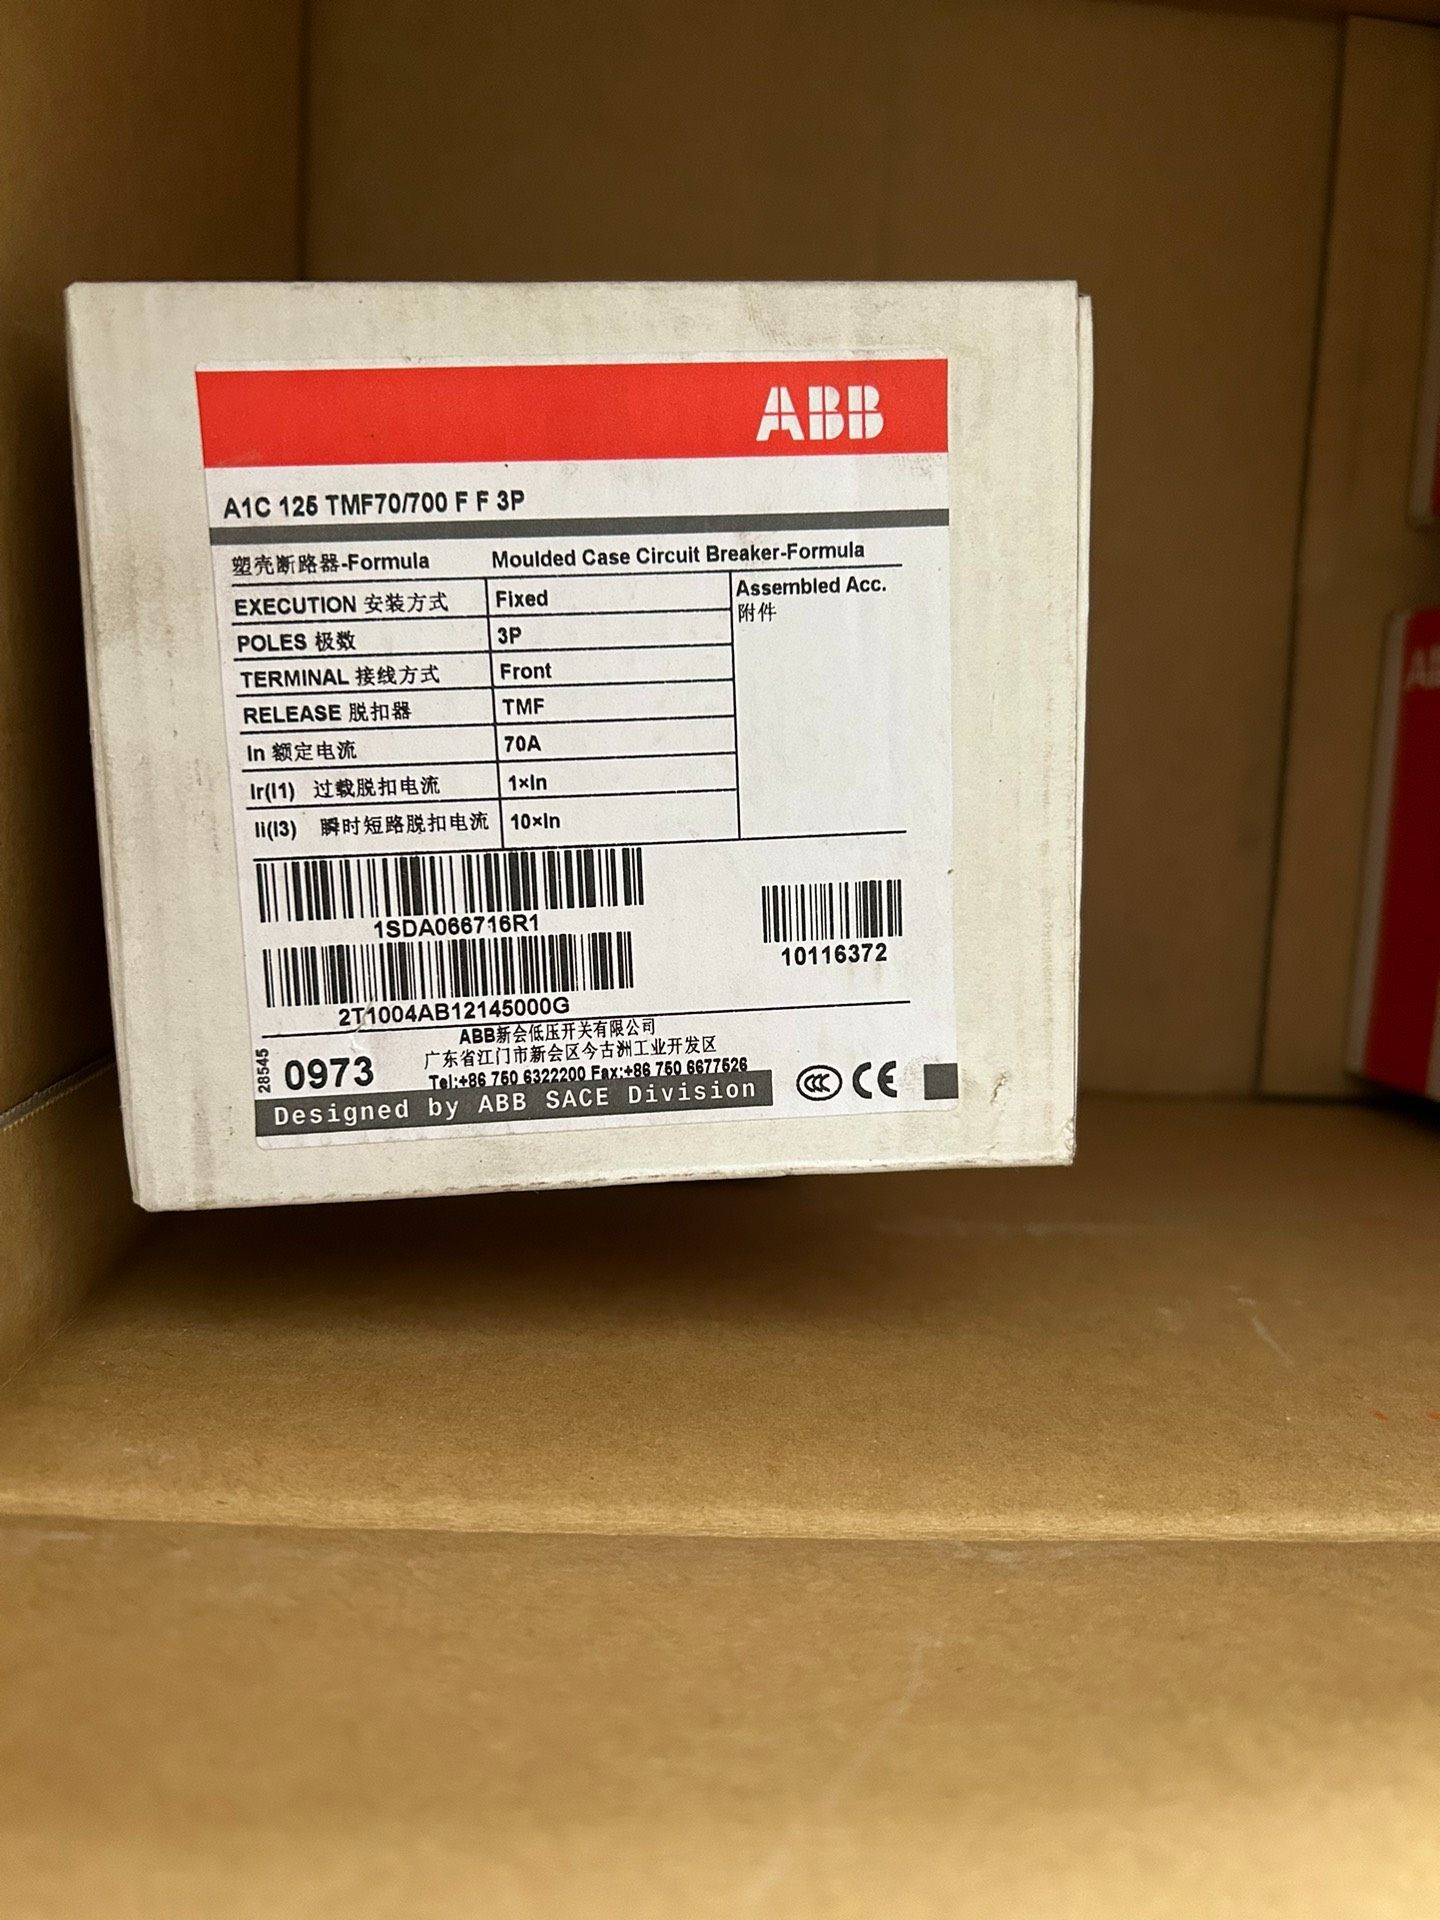 ABB
A1C 125 TMF70/700 F F 3P
塑壳断路器-Formula Moulded Case Circuit Breaker-Formula
EXECUTION 安装方式 Fixed Assembled Acc.
附件
POLES 极数 3P
TERMINAL 接线方式 Front
RELEASE 脱扣器 TMF
In 额定电流 70A
Ir(I1) 过载脱扣电流 1×In
Ii(I3) 瞬时短路脱扣电流 10×In
1SDA066716R1
10116372
2T1004AB12145000G
ABB新会低压开关有限公司
广东省江门市新会区今古洲工业开发区
28545
0973
Tel:+86 750 6322200 Fax:+86 750 6677526
Designed by ABB SACE Division
CCC CE